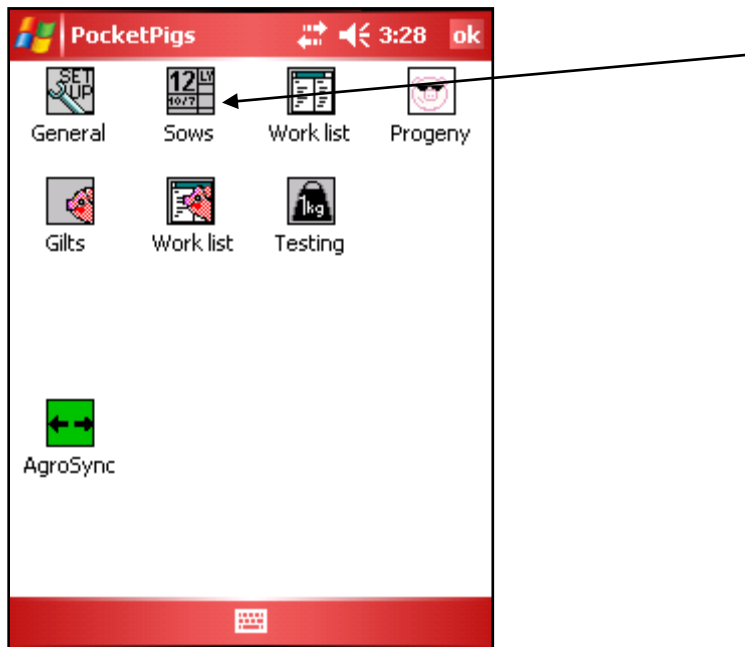 PocketPigs 3:28 ok
SET
UP
12 LY
10/7
General Sows Work list Progeny
1kg
Gilts Work list Testing
AgroSync